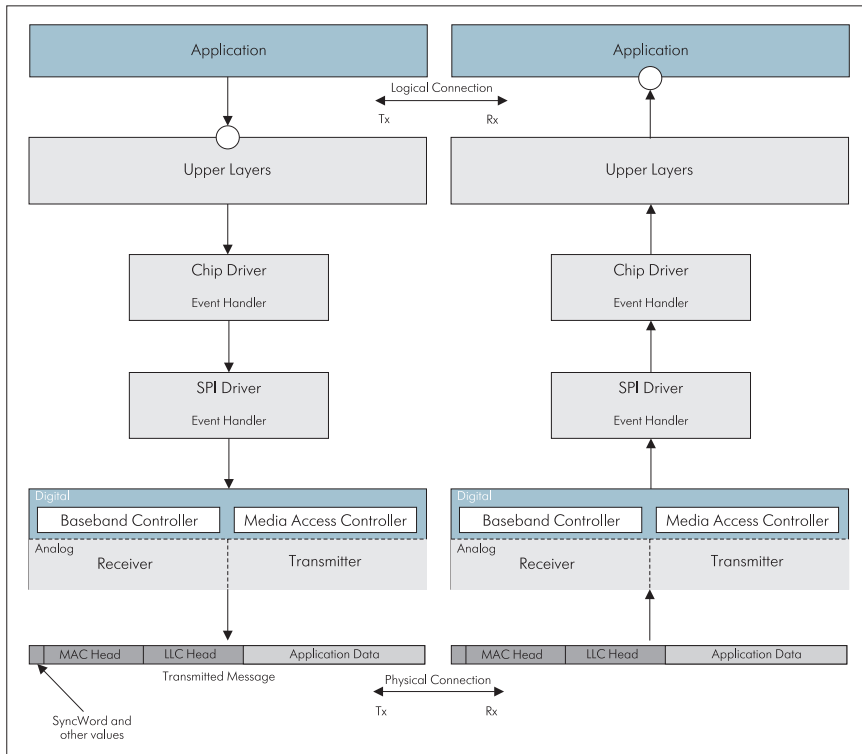 Application
Application
Logical Connection
Tx
Rx
Upper Layers
Upper Layers
Chip Driver
Event Handler
Chip Driver
Event Handler
SPI Driver
Event Handler
SPI Driver
Event Handler
Digital
Baseband Controller
Media Access Controller
Analog
Receiver
Transmitter
Digital
Baseband Controller
Media Access Controller
Analog
Receiver
Transmitter
MAC Head
LLC Head
Application Data
MAC Head
LLC Head
Application Data
Transmitted Message
Physical Connection
Tx
Rx
SyncWord and
other values